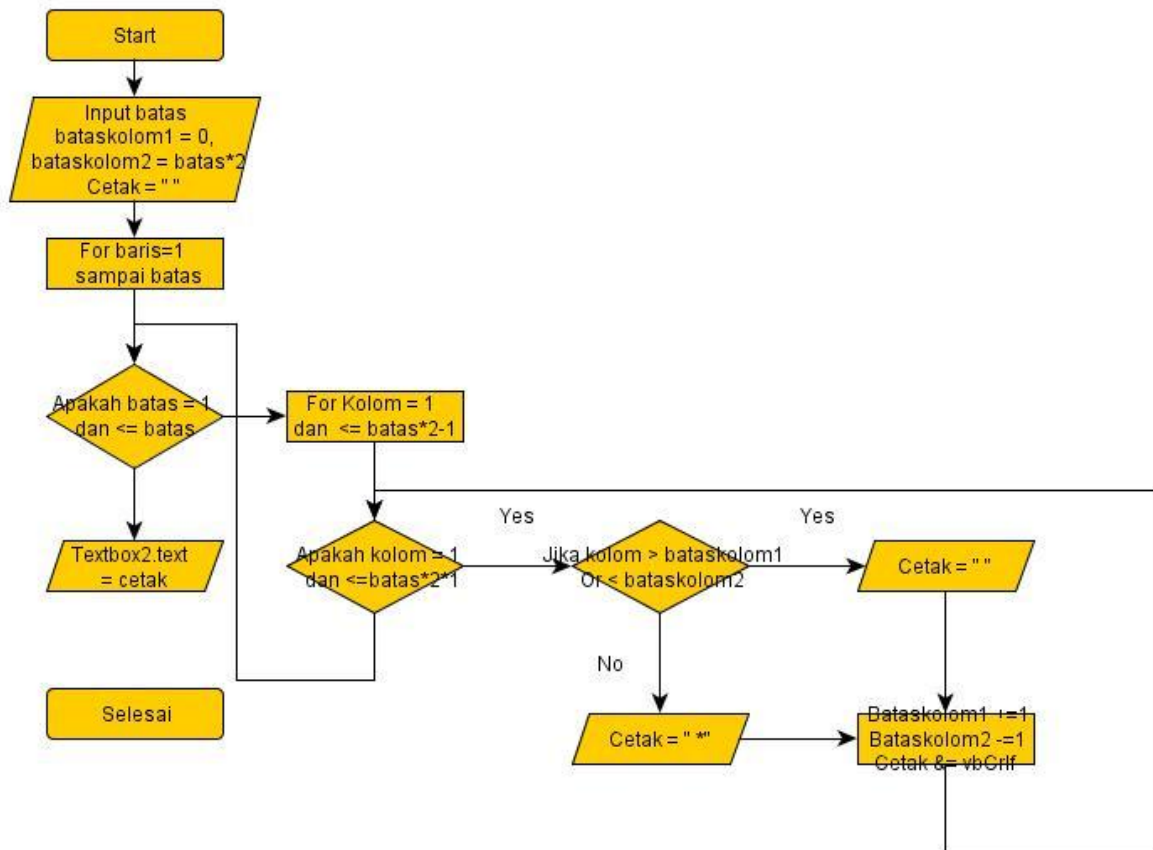 Start
Input batas
bataskolom1 = 0,
bataskolom2 = batas*2
Cetak = " "
For baris=1
sampai batas
Apakah batas = 1
dan <= batas
For Kolom = 1
dan <= batas*2-1
Textbox2.text
= cetak
Selesai
Apakah kolom = 1
dan <=batas*2*1
Yes
Jika kolom > bataskolom1
Or < bataskolom2
Yes
Cetak = " "
No
Cetak = " *"
Bataskolom1 +=1
Bataskolom2 -=1
Cetak &= vbCrlf